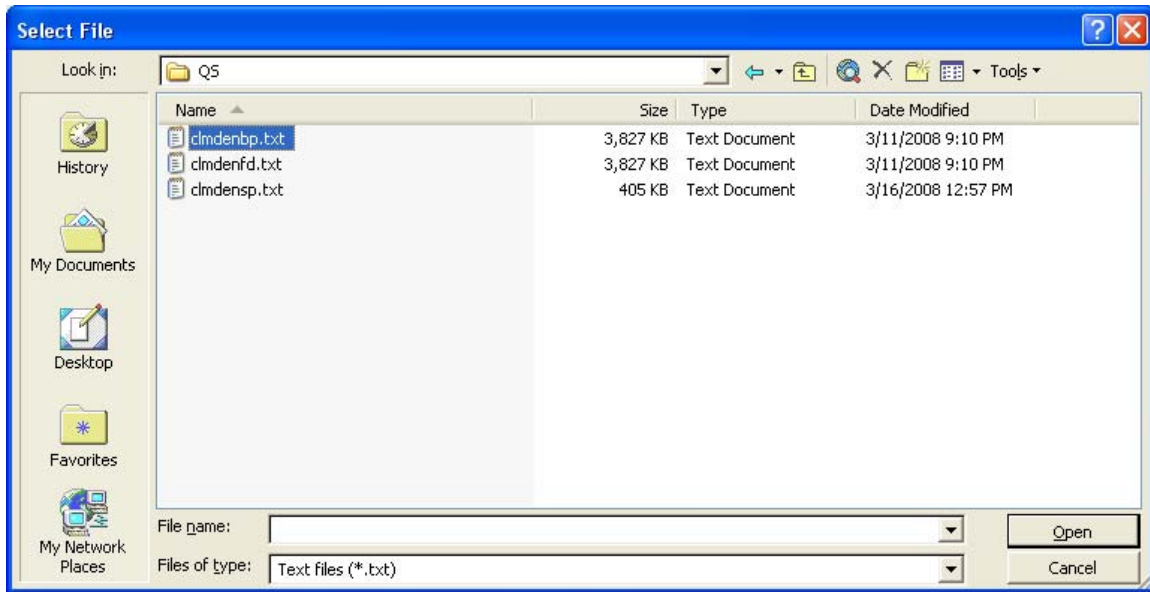 Select File
Look in: QS Tools
Name Size Type Date Modified
clmdenbp.txt 3,827 KB Text Document 3/11/2008 9:10 PM
clmdenfd.txt 3,827 KB Text Document 3/11/2008 9:10 PM
clmdensp.txt 405 KB Text Document 3/16/2008 12:57 PM
History
My Documents
Desktop
Favorites
My Network
Places
File name:
Open
Files of type: Text files (*.txt)
Cancel